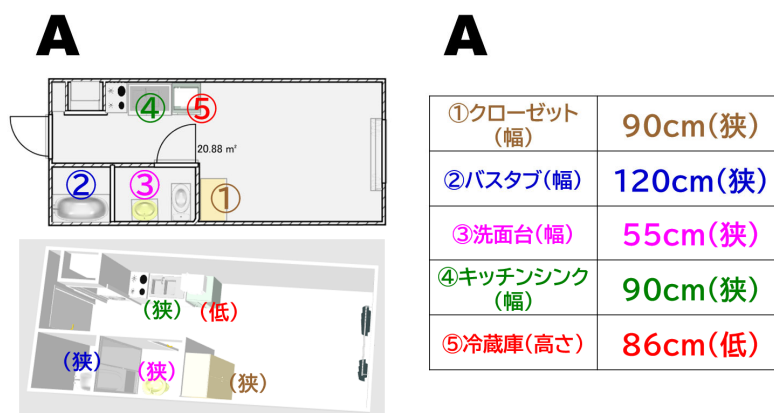 A
④
⑤
20.88 ㎡
②
③
①
(狭)
(低)
(狭)
(狭)
(狭)
A
①クローゼット
(幅)
90cm(狭)
②バスタブ(幅)
120cm(狭)
③洗面台(幅)
55cm(狭)
④キッチンシンク
(幅)
90cm(狭)
⑤冷蔵庫(高さ)
86cm(低)